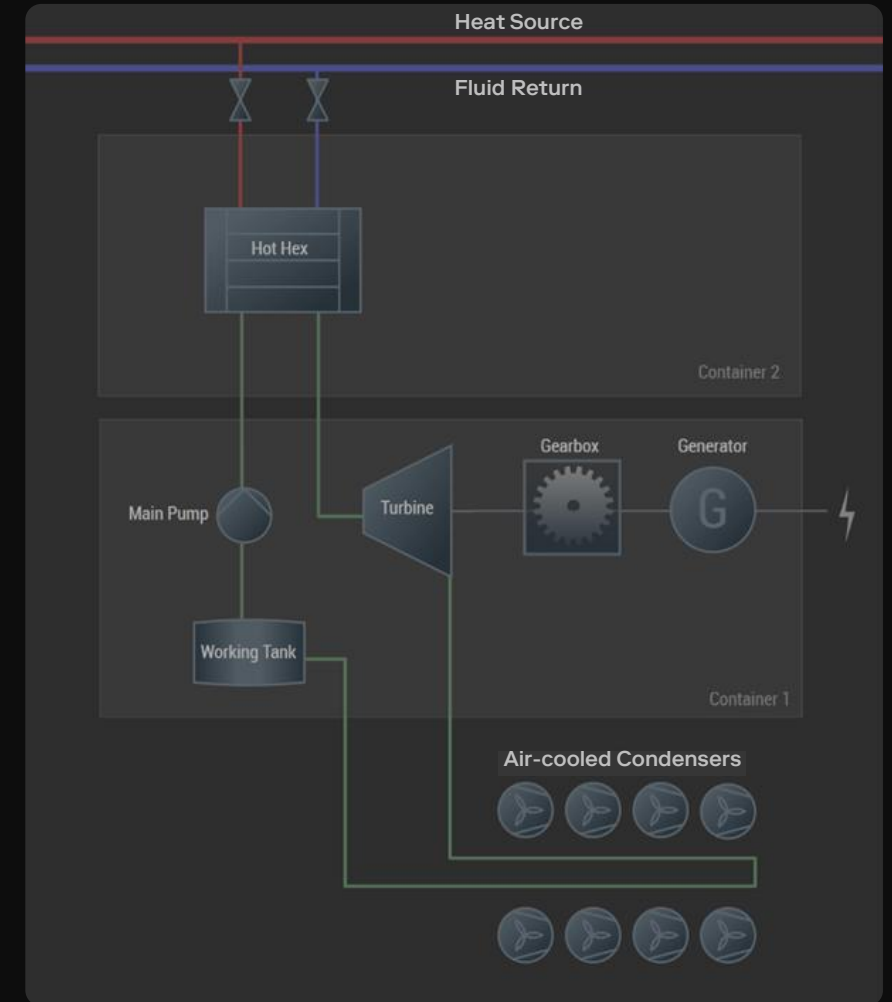 Heat Source
Fluid Return
Hot Hex
Container 2
Gearbox
Generator
Main Pump
Turbine
G
Working Tank
Container 1
Air-cooled Condensers